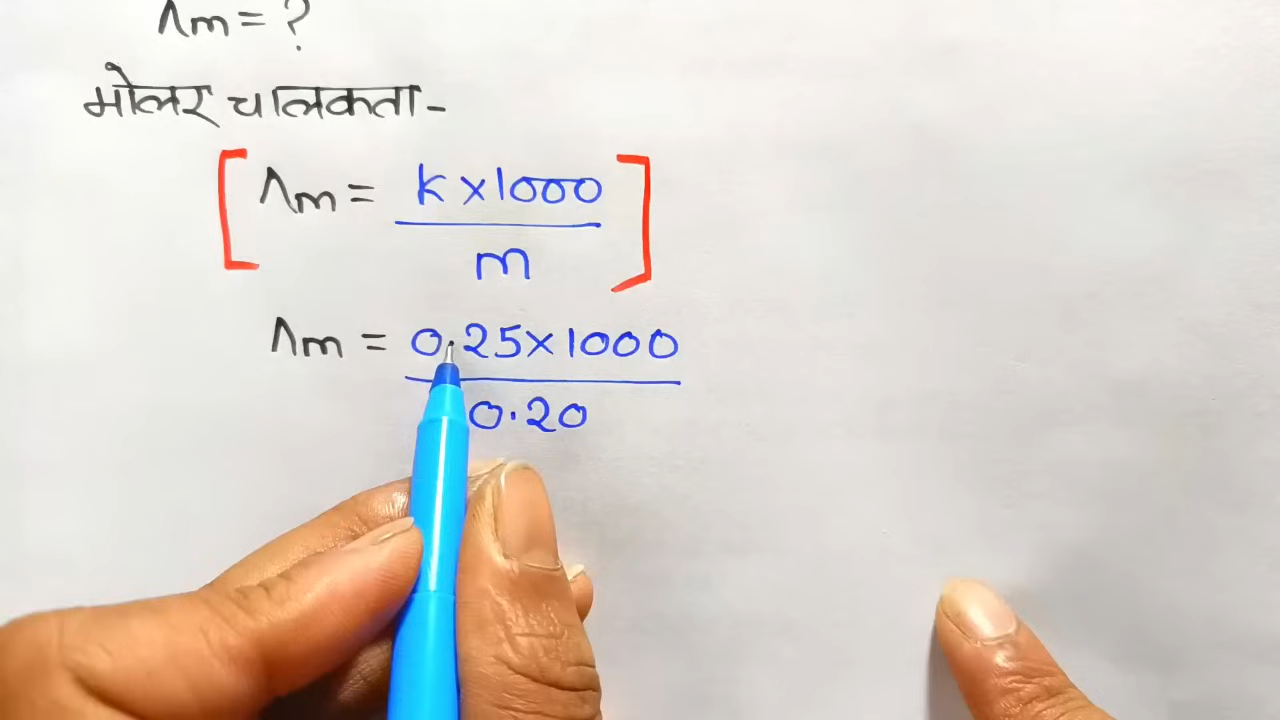 Λm = ?
मोलर चालकता -
[ Λm = K × 1000
m ]
Λm = 0.25 × 1000
0.20